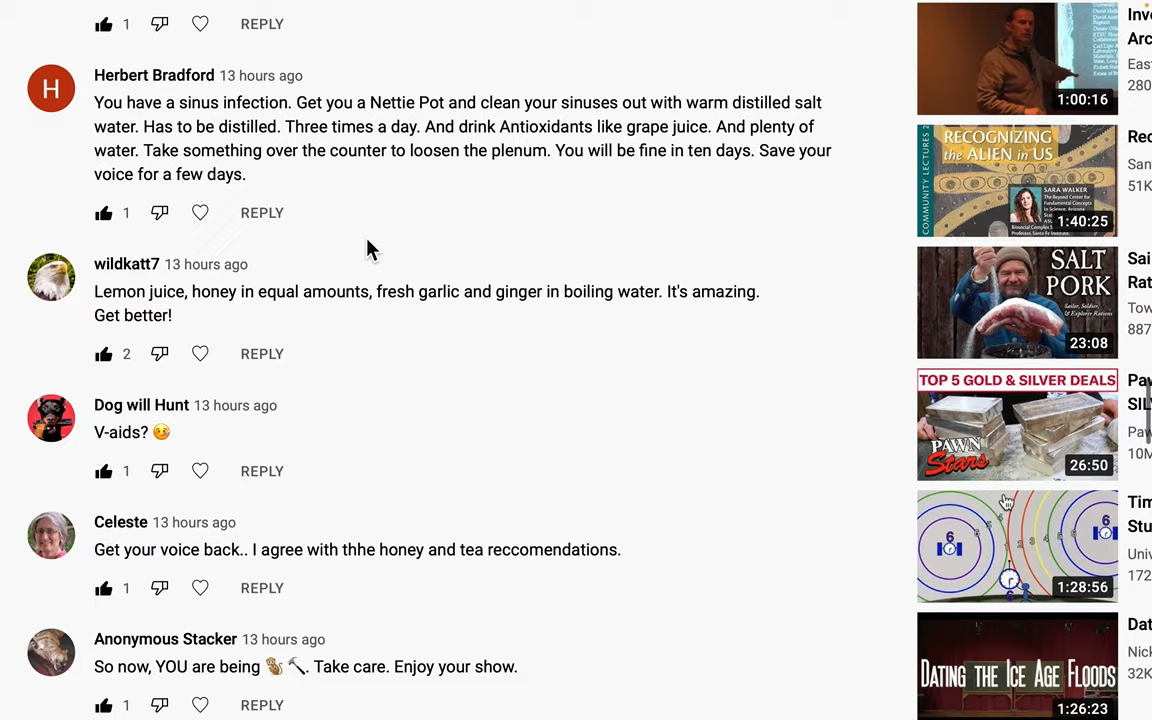 1 REPLY
Herbert Bradford 13 hours ago
You have a sinus infection. Get you a Nettie Pot and clean your sinuses out with warm distilled salt
water. Has to be distilled. Three times a day. And drink Antioxidants like grape juice. And plenty of
water. Take something over the counter to loosen the plenum. You will be fine in ten days. Save your
voice for a few days.
1 REPLY
wildkatt7 13 hours ago
Lemon juice, honey in equal amounts, fresh garlic and ginger in boiling water. It's amazing.
Get better!
2 REPLY
Dog will Hunt 13 hours ago
V-aids? 🥴
1 REPLY
Celeste 13 hours ago
Get your voice back.. I agree with thhe honey and tea reccomendations.
1 REPLY
Anonymous Stacker 13 hours ago
So now, YOU are being 🐒 🔨. Take care. Enjoy your show.
1 REPLY
H
1:00:16
Inv
Arc
East
280
COMMUNITY LECTURES 2
RECOGNIZING
the ALIEN in US
SARA WALKER
1:40:25
Rec
San
51K
SALT
PORK
Sailor, Soldier
& Explorer Rations
23:08
Sai
Rat
Tow
887
TOP 5 GOLD & SILVER DEALS
PAWN
Stars
26:50
Pav
SIL
Pav
10M
6
6
6
1:28:56
Tim
Stu
Univ
172
DATING THE ICE AGE FLOODS
1:26:23
Dat
Nick
32K